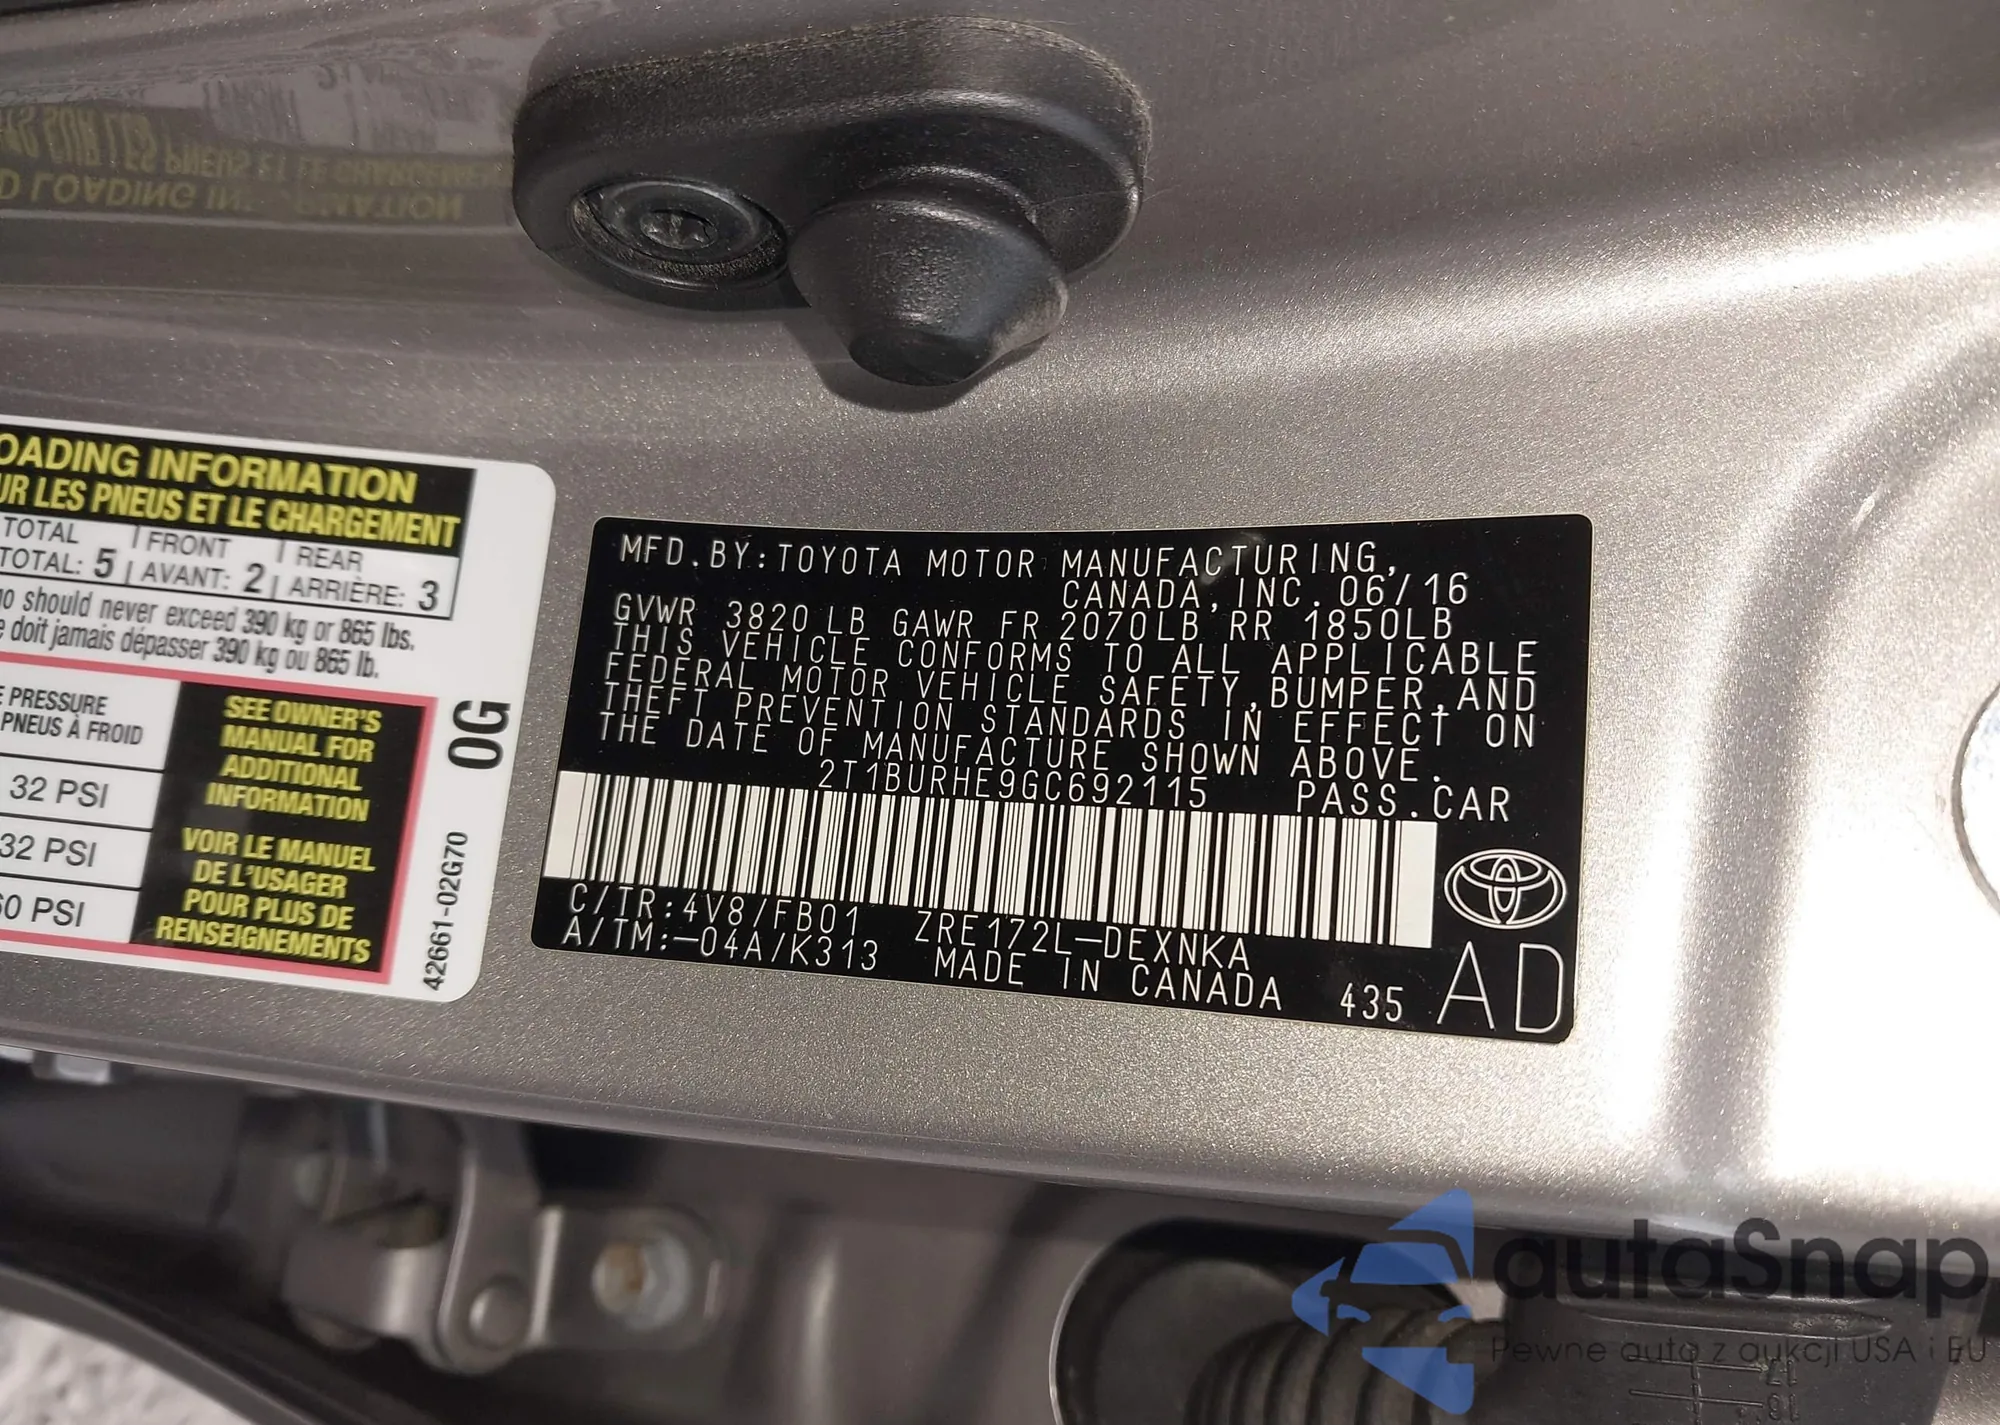 OADING INFORMATION
UR LES PNEUS ET LE CHARGEMENT
TOTAL | FRONT | REAR
TOTAL: 5 | AVANT: 2 | ARRIÈRE: 3
should never exceed 390 kg or 865 lbs.
doit jamais dépasser 390 kg ou 865 lb.
PRESSURE
PNEUS À FROID
32 PSI
32 PSI
60 PSI
SEE OWNER'S
MANUAL FOR
ADDITIONAL
INFORMATION
VOIR LE MANUEL
DE L'USAGER
POUR PLUS DE
RENSEIGNEMENTS
0G
42661-02G70
MFD.BY:TOYOTA MOTOR MANUFACTURING,
CANADA,INC.06/16
GVWR 3820 LB GAWR FR 2070LB RR 1850LB
THIS VEHICLE CONFORMS TO ALL APPLICABLE
FEDERAL MOTOR VEHICLE SAFETY,BUMPER,AND
THEFT PREVENTION STANDARDS IN EFFECT ON
THE DATE OF MANUFACTURE SHOWN ABOVE.
2T1BURHE9GC692115 PASS.CAR
C/TR:4V8/FB01 ZRE172L-DEXNKA
A/TM:-04A/K313 MADE IN CANADA 435 AD
autaSnap
Pewne auta z aukcji USA i EU